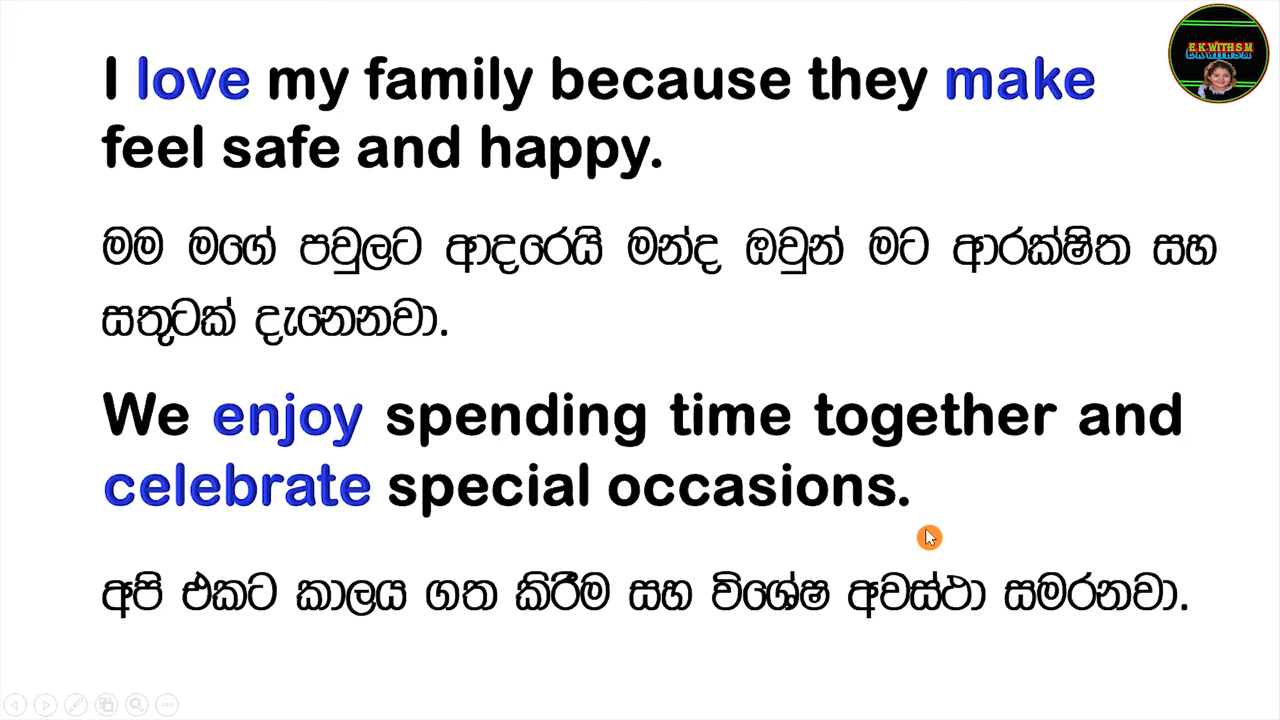 E K WITH S M
I love my family because they make
feel safe and happy.
මම මගේ පවුලට ආදරෙයි මන්ද ඔවුන් මට ආරක්ෂිත සහ
සතුටක් දැනෙනවා.
We enjoy spending time together and
celebrate special occasions.
අපි එකට කාලය ගත කිරීම සහ විශේෂ අවස්ථා සමරනවා.